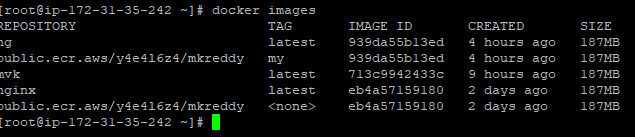 [root@ip-172-31-35-242 ~]# docker images
REPOSITORY TAG IMAGE ID CREATED SIZE
ng latest 939da55b13ed 4 hours ago 187MB
public.ecr.aws/y4e4l6z4/mkreddy my 939da55b13ed 4 hours ago 187MB
mvk latest 713c9942433c 9 hours ago 187MB
nginx latest eb4a57159180 2 days ago 187MB
public.ecr.aws/y4e4l6z4/mkreddy <none> eb4a57159180 2 days ago 187MB
[root@ip-172-31-35-242 ~]#